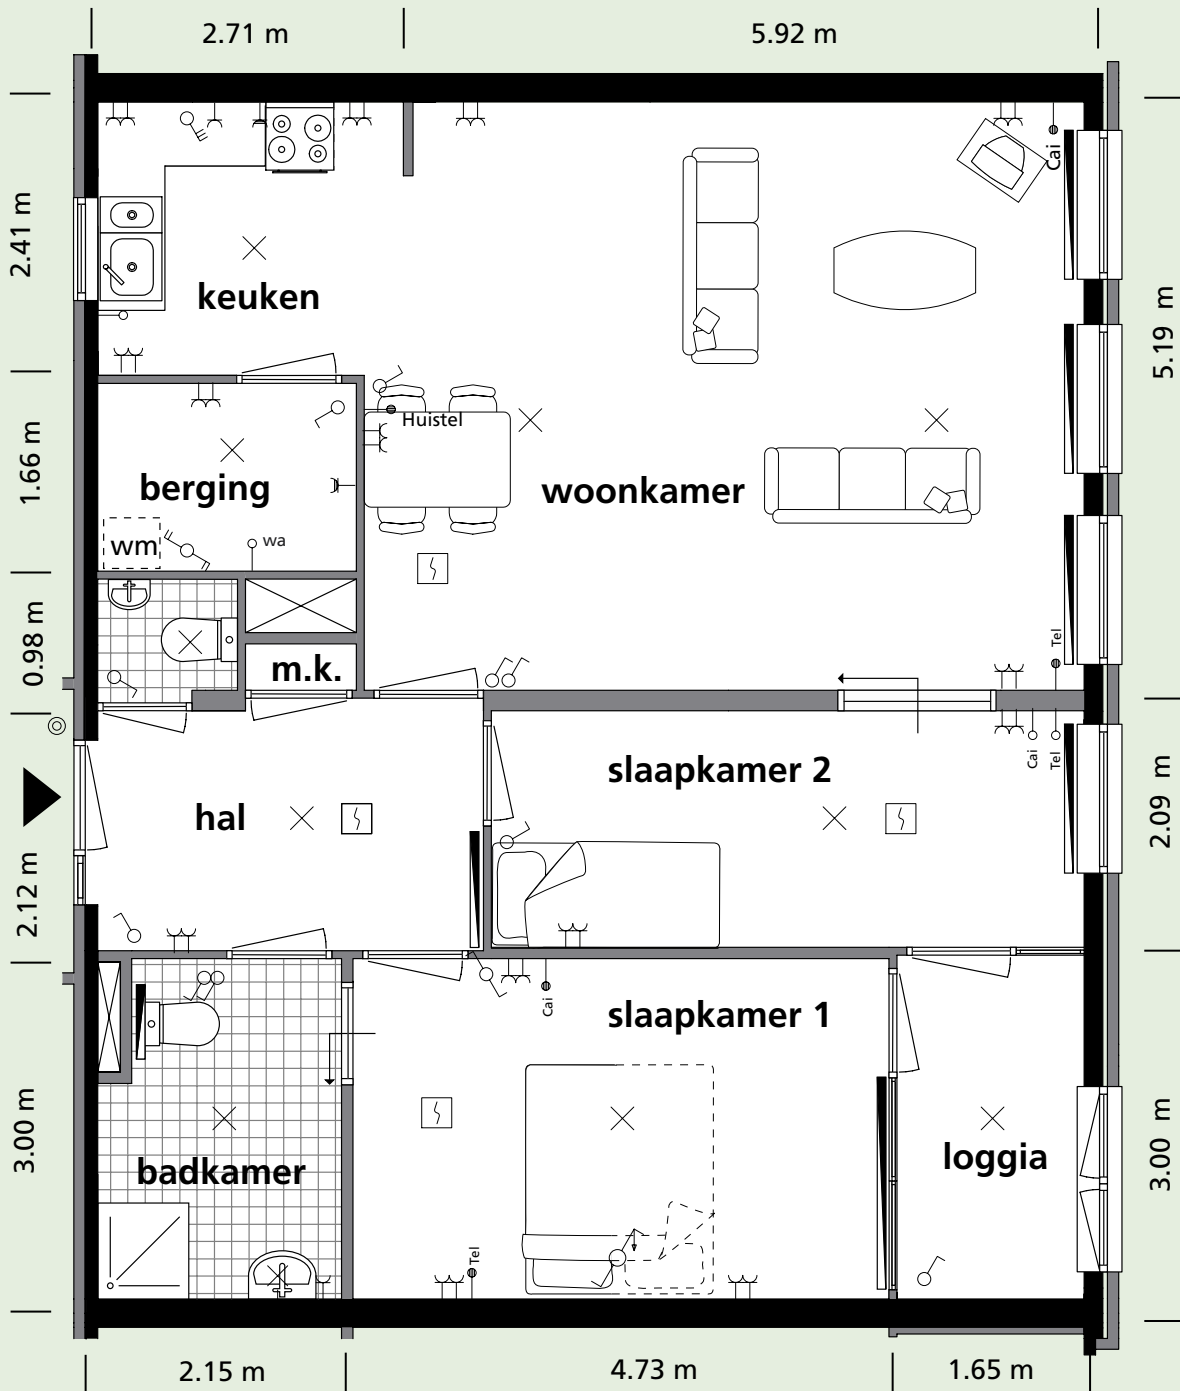 2.71 m
5.92 m
Cai
2.41 m
keuken
5.19 m
Huistel
1.66 m
berging
woonkamer
wm
wa
0.98 m
m.k.
Tel
slaapkamer 2
Cai
Tel
hal
2.09 m
2.12 m
Cai
slaapkamer 1
3.00 m
badkamer
loggia
3.00 m
Tel
2.15 m
4.73 m
1.65 m